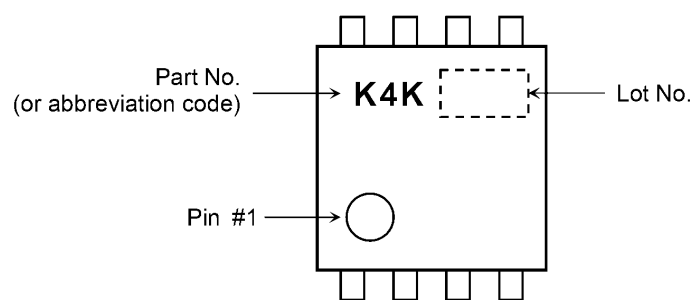 Part No.
(or abbreviation code)
K4K
Lot No.
Pin #1